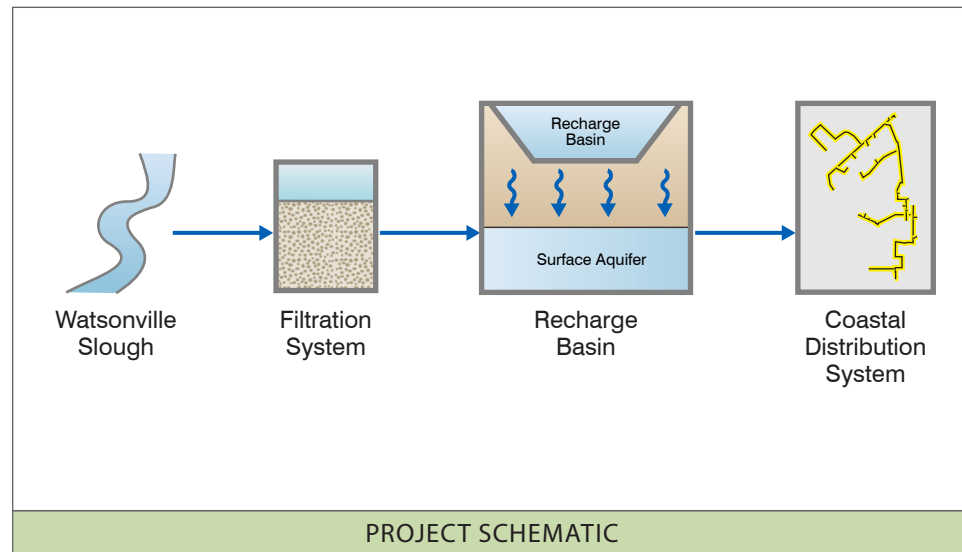 Recharge
Basin
Surface Aquifer
Watsonville
Slough
Filtration
System
Recharge
Basin
Coastal
Distribution
System
PROJECT SCHEMATIC